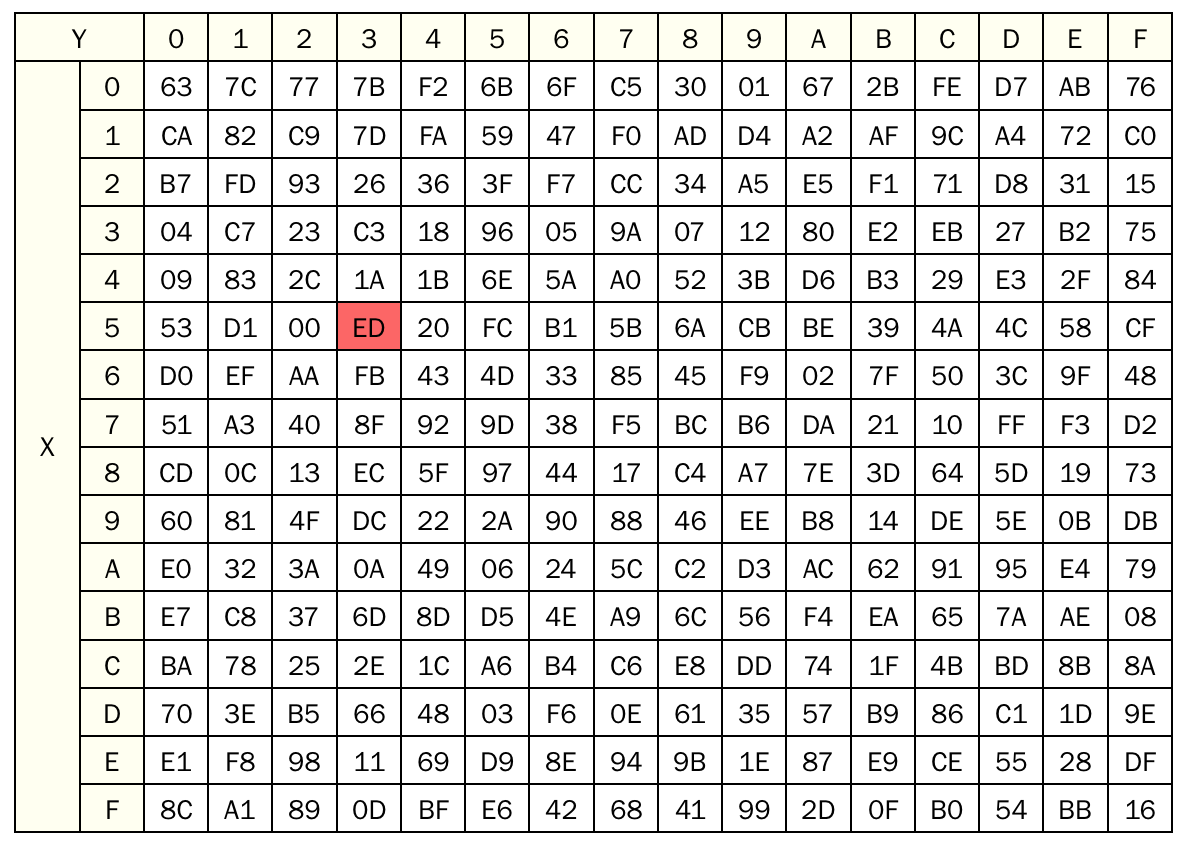 Y 0 1 2 3 4 5 6 7 8 9 A B C D E F
0 63 7C 77 7B F2 6B 6F C5 30 01 67 2B FE D7 AB 76
1 CA 82 C9 7D FA 59 47 F0 AD D4 A2 AF 9C A4 72 C0
2 B7 FD 93 26 36 3F F7 CC 34 A5 E5 F1 71 D8 31 15
3 04 C7 23 C3 18 96 05 9A 07 12 80 E2 EB 27 B2 75
4 09 83 2C 1A 1B 6E 5A A0 52 3B D6 B3 29 E3 2F 84
5 53 D1 00 ED 20 FC B1 5B 6A CB BE 39 4A 4C 58 CF
6 D0 EF AA FB 43 4D 33 85 45 F9 02 7F 50 3C 9F 48
7 51 A3 40 8F 92 9D 38 F5 BC B6 DA 21 10 FF F3 D2
X
8 CD 0C 13 EC 5F 97 44 17 C4 A7 7E 3D 64 5D 19 73
9 60 81 4F DC 22 2A 90 88 46 EE B8 14 DE 5E 0B DB
A E0 32 3A 0A 49 06 24 5C C2 D3 AC 62 91 95 E4 79
B E7 C8 37 6D 8D D5 4E A9 6C 56 F4 EA 65 7A AE 08
C BA 78 25 2E 1C A6 B4 C6 E8 DD 74 1F 4B BD 8B 8A
D 70 3E B5 66 48 03 F6 0E 61 35 57 B9 86 C1 1D 9E
E E1 F8 98 11 69 D9 8E 94 9B 1E 87 E9 CE 55 28 DF
F 8C A1 89 0D BF E6 42 68 41 99 2D 0F B0 54 BB 16